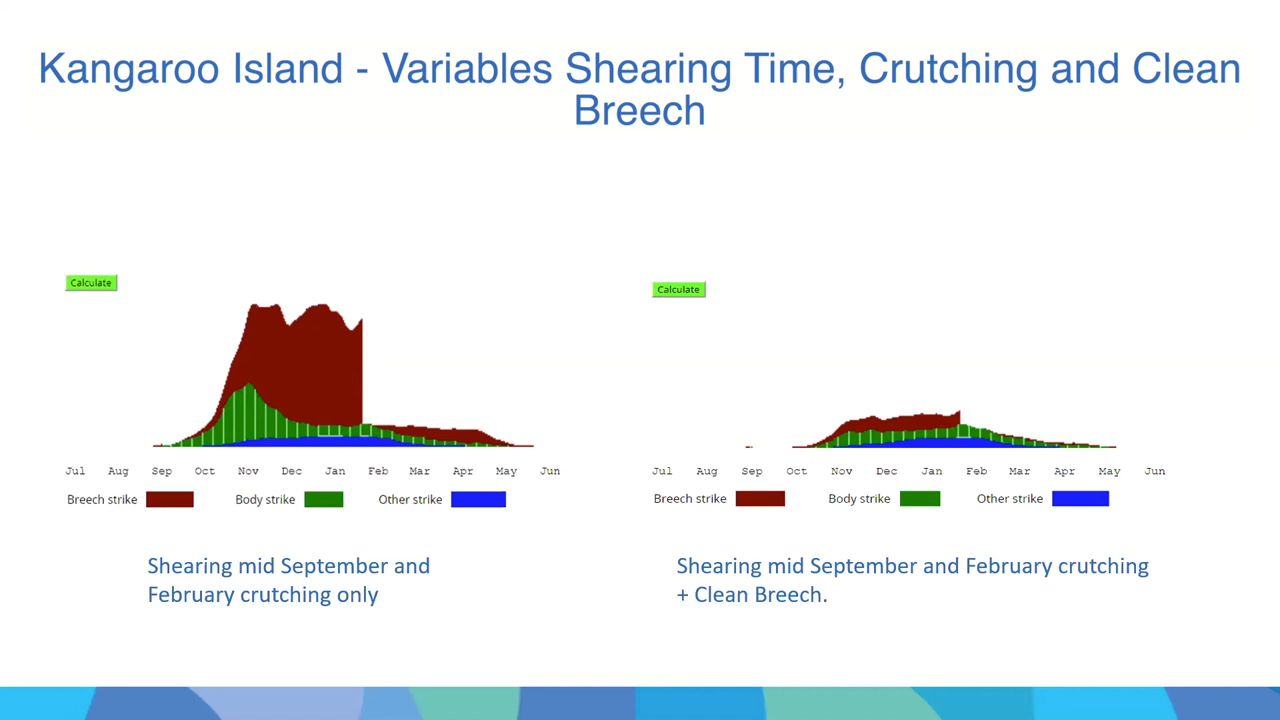 Kangaroo Island - Variables Shearing Time, Crutching and Clean
Breech
Calculate
Jul Aug Sep Oct Nov Dec Jan Feb Mar Apr May Jun
Breech strike Body strike Other strike
Shearing mid September and
February crutching only
Calculate
Jul Aug Sep Oct Nov Dec Jan Feb Mar Apr May Jun
Breech strike Body strike Other strike
Shearing mid September and February crutching
+ Clean Breech.